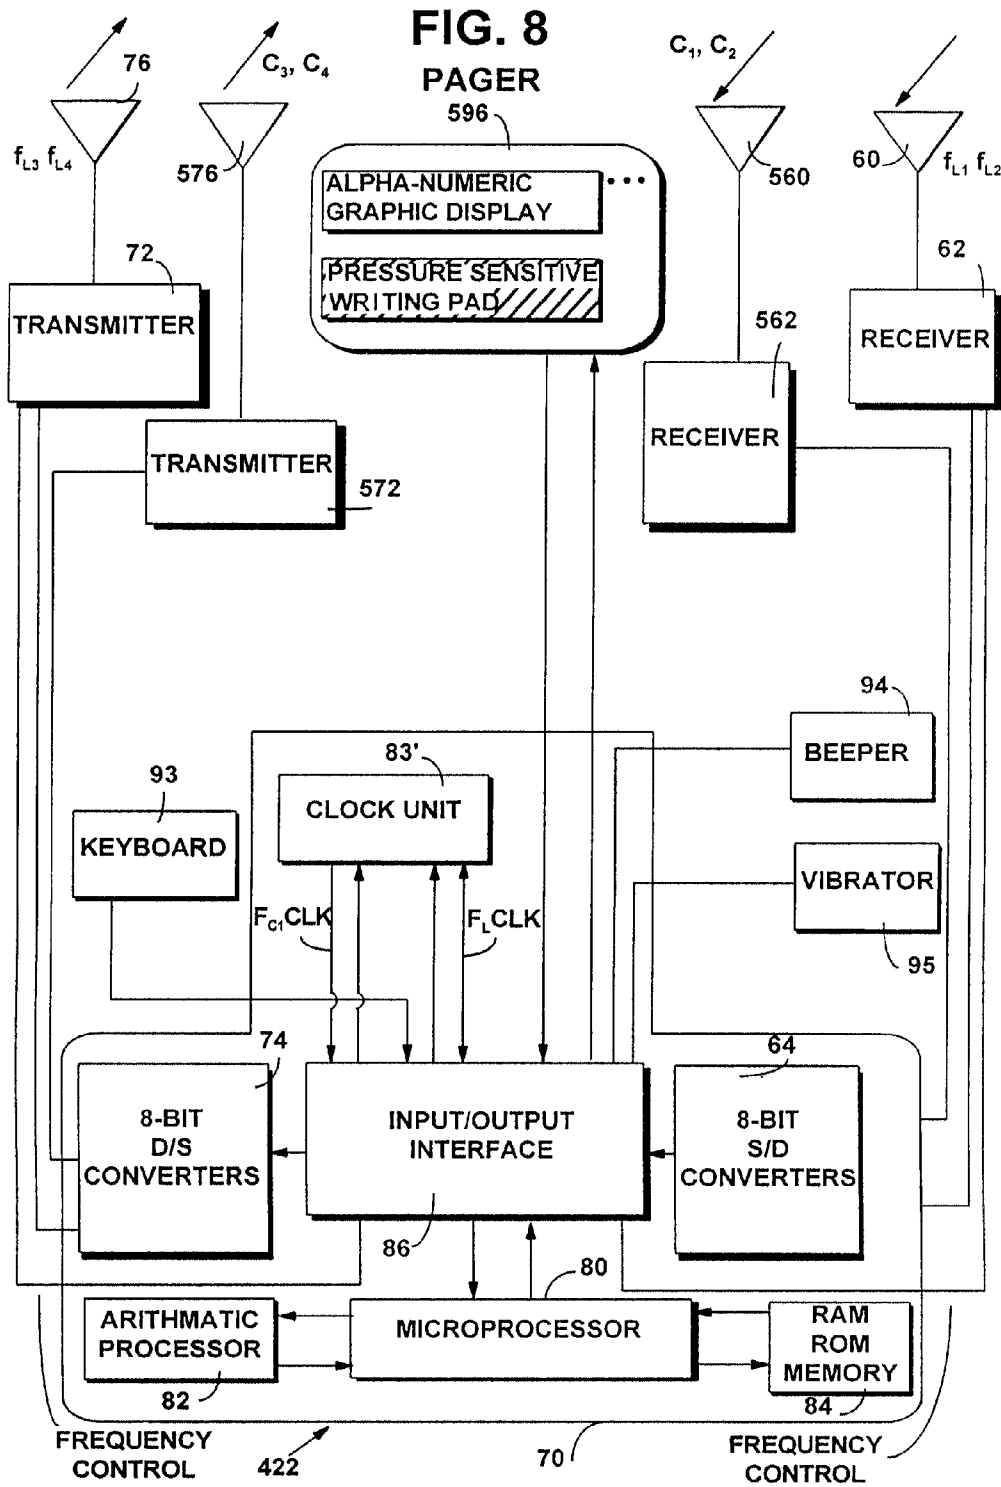 FIG. 8
PAGER
596
76
C3, C4
C1, C2
fL3 fL4
576
560
60
fL1 fL2
ALPHA-NUMERIC
GRAPHIC DISPLAY
PRESSURE SENSITIVE
WRITING PAD
72
TRANSMITTER
62
RECEIVER
562
RECEIVER
TRANSMITTER
572
94
BEEPER
83'
CLOCK UNIT
93
KEYBOARD
VIBRATOR
95
FC1CLK
FLCLK
74
8-BIT
D/S
CONVERTERS
INPUT/OUTPUT
INTERFACE
86
64
8-BIT
S/D
CONVERTERS
80
MICROPROCESSOR
ARITHMATIC
PROCESSOR
82
RAM
ROM
MEMORY
84
FREQUENCY
CONTROL
422
70
FREQUENCY
CONTROL